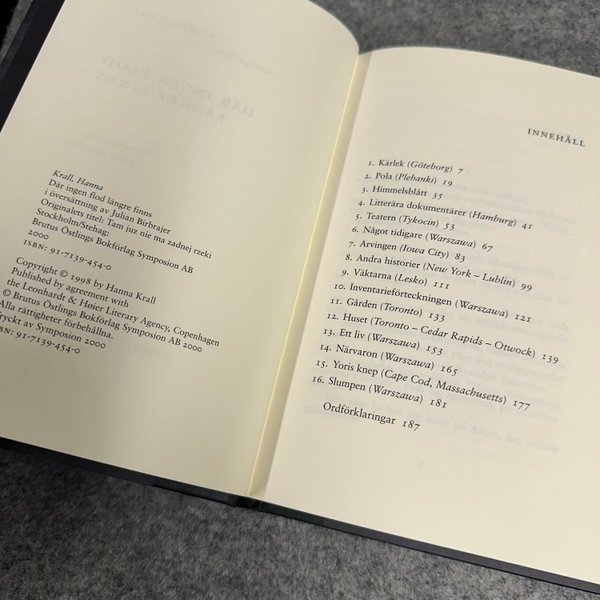 Krall, Hanna
Där ingen flod längre finns
i översättning av Julian Birbrajer
Originalets titel: Tam juz nie ma zadnej rzeki
Stockholm/Stehag:
Brutus Östlings Bokförlag Symposion AB
2000
ISBN: 91-7139-454-0
Copyright © 1998 by Hanna Krall
Published by agreement with
the Leonhardt & Høier Literary Agency, Copenhagen
© Brutus Östlings Bokförlag Symposion AB 2000
Alla rättigheter förbehållna.
Tryckt av Symposion 2000
91-7139-454-0
INNEHÅLL
1. Kärlek (Göteborg) 7
2. Pola (Plebanki) 19
3. Himmelsblått 35
4. Litterära dokumentärer (Hamburg) 41
5. Teatern (Tykocin) 53
6. Något tidigare (Warszawa) 67
7. Arvingen (Iowa City) 83
8. Andra historier (New York – Lublin) 99
9. Väktarna (Lesko) 111
10. Inventarieförteckningen (Warszawa) 121
11. Gården (Toronto) 133
12. Huset (Toronto – Cedar Rapids – Otwock) 139
13. Ett liv (Warszawa) 153
14. Närvaron (Warszawa) 165
15. Yoris knep (Cape Cod, Massachusetts) 177
16. Slumpen (Warszawa) 181
Ordförklaringar 187